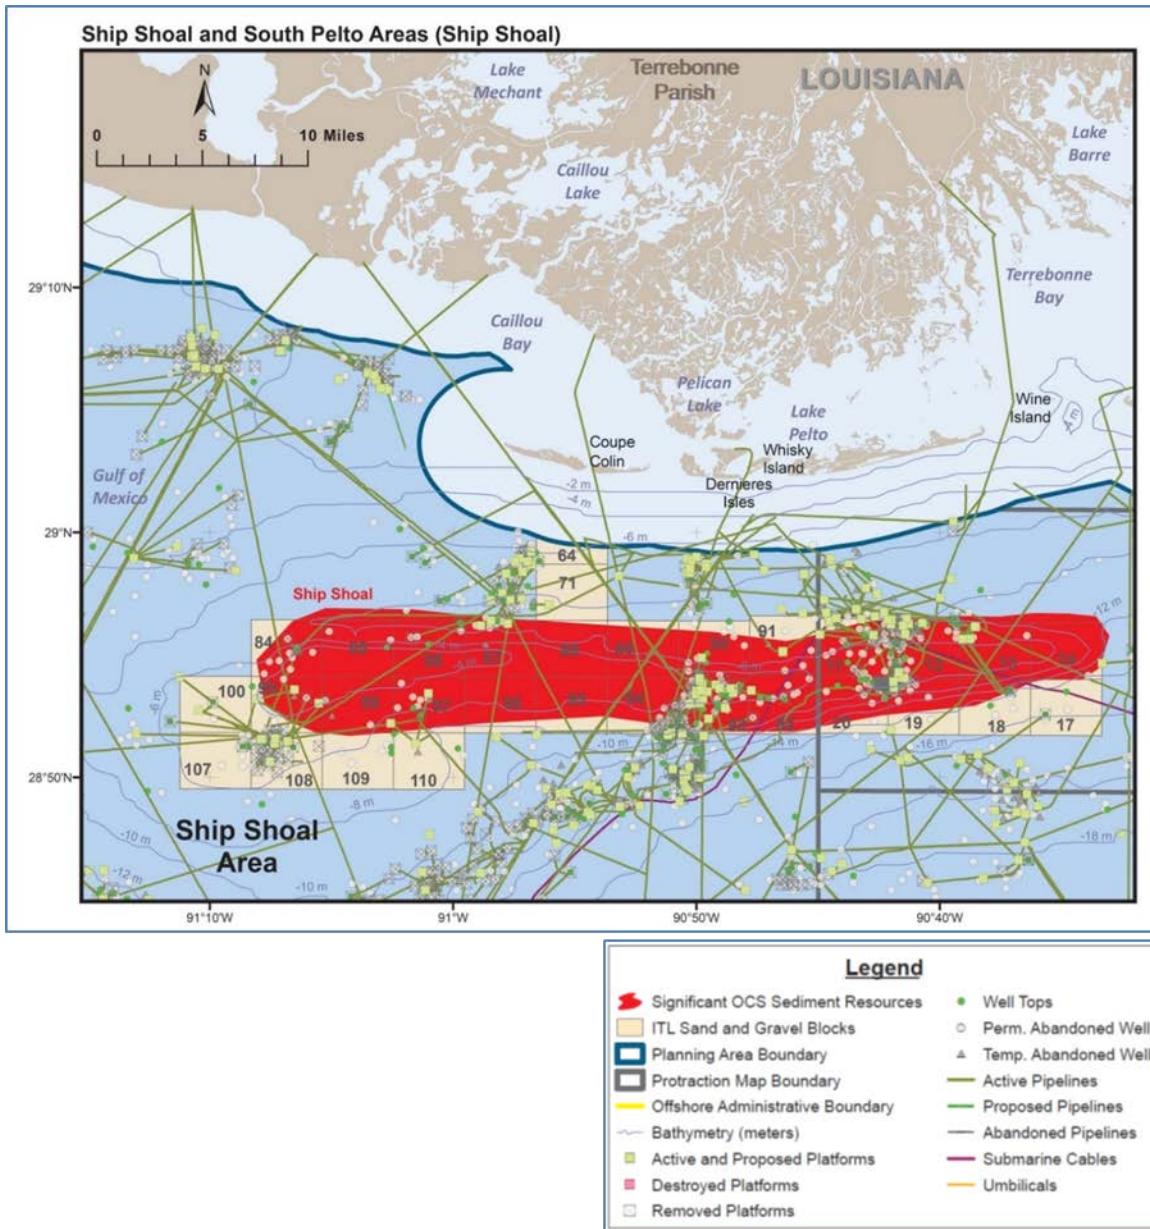 Ship Shoal and South Pelto Areas (Ship Shoal)
N
0 5 10 Miles
Lake
Mechant
Terrebonne
Parish
LOUISIANA
Lake
Barre
Caillou
Lake
Terrebonne
Bay
29°10'N
Caillou
Bay
Pelican
Lake
Lake
Pelto
Wine
Island
-4 m
Coupe
Colin
Whisky
Island
Dernieres
Isles
Gulf of
Mexico
-2 m
-4 m
-6 m
29°N
64
71
Ship Shoal
-12 m
84
91
100
-6 m
20
19
18
17
-10 m
-14 m
-16 m
107
108
109
110
28°50'N
-8 m
Ship Shoal
Area
-10 m
-18 m
-12 m
-10 m
91°10'W
91°W
90°50'W
90°40'W
Legend
Significant OCS Sediment Resources
ITL Sand and Gravel Blocks
Planning Area Boundary
Protraction Map Boundary
Offshore Administrative Boundary
Bathymetry (meters)
Active and Proposed Platforms
Destroyed Platforms
Removed Platforms
Well Tops
Perm. Abandoned Well
Temp. Abandoned Well
Active Pipelines
Proposed Pipelines
Abandoned Pipelines
Submarine Cables
Umbilicals